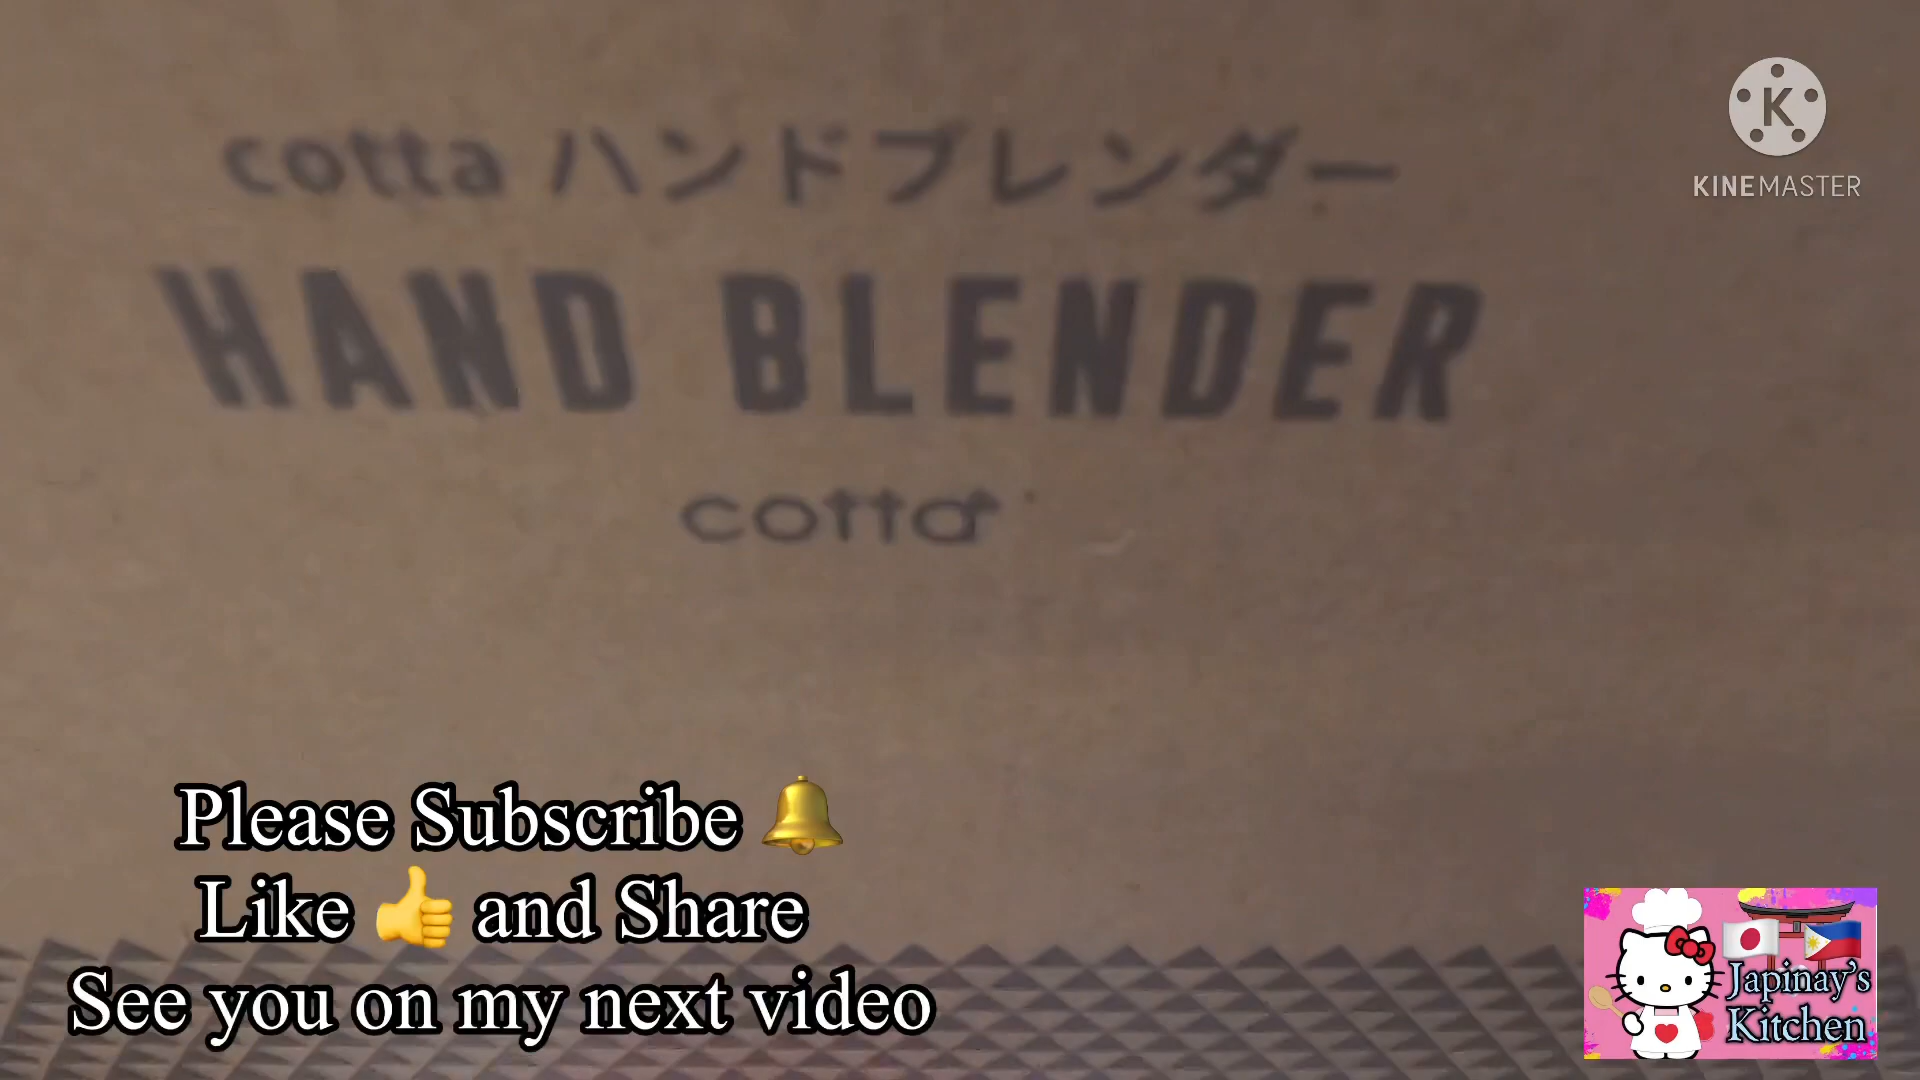 cotta ハンドブレンダー
HAND BLENDER
cotta
K
KINEMASTER
Please Subscribe 🔔
Like 👍 and Share
See you on my next video
Japinay's
Kitchen